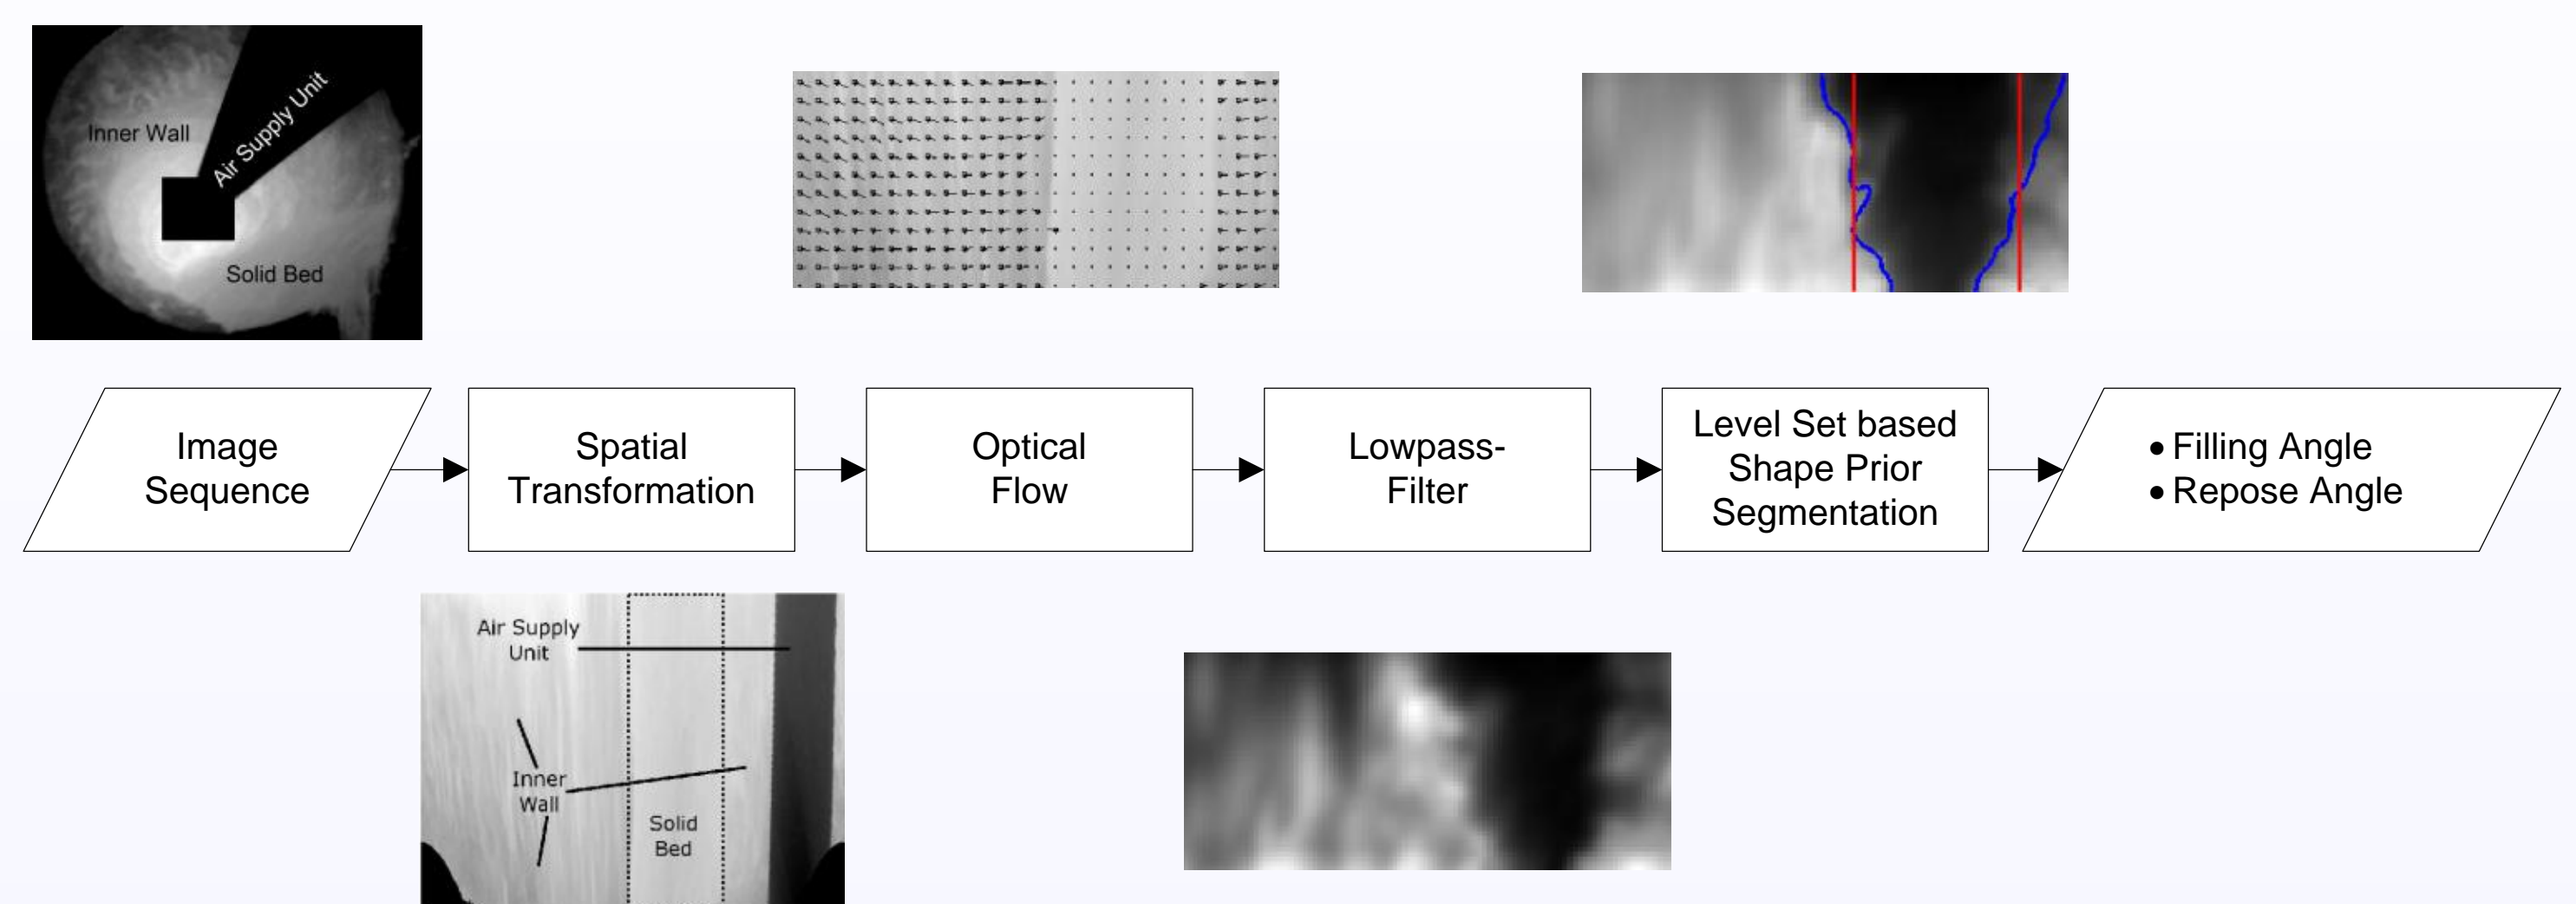 Inner Wall
Air Supply Unit
Solid Bed
Image
Sequence
Spatial
Transformation
Optical
Flow
Lowpass-
Filter
Level Set based
Shape Prior
Segmentation
• Filling Angle
• Repose Angle
Air Supply
Unit
Inner
Wall
Solid
Bed